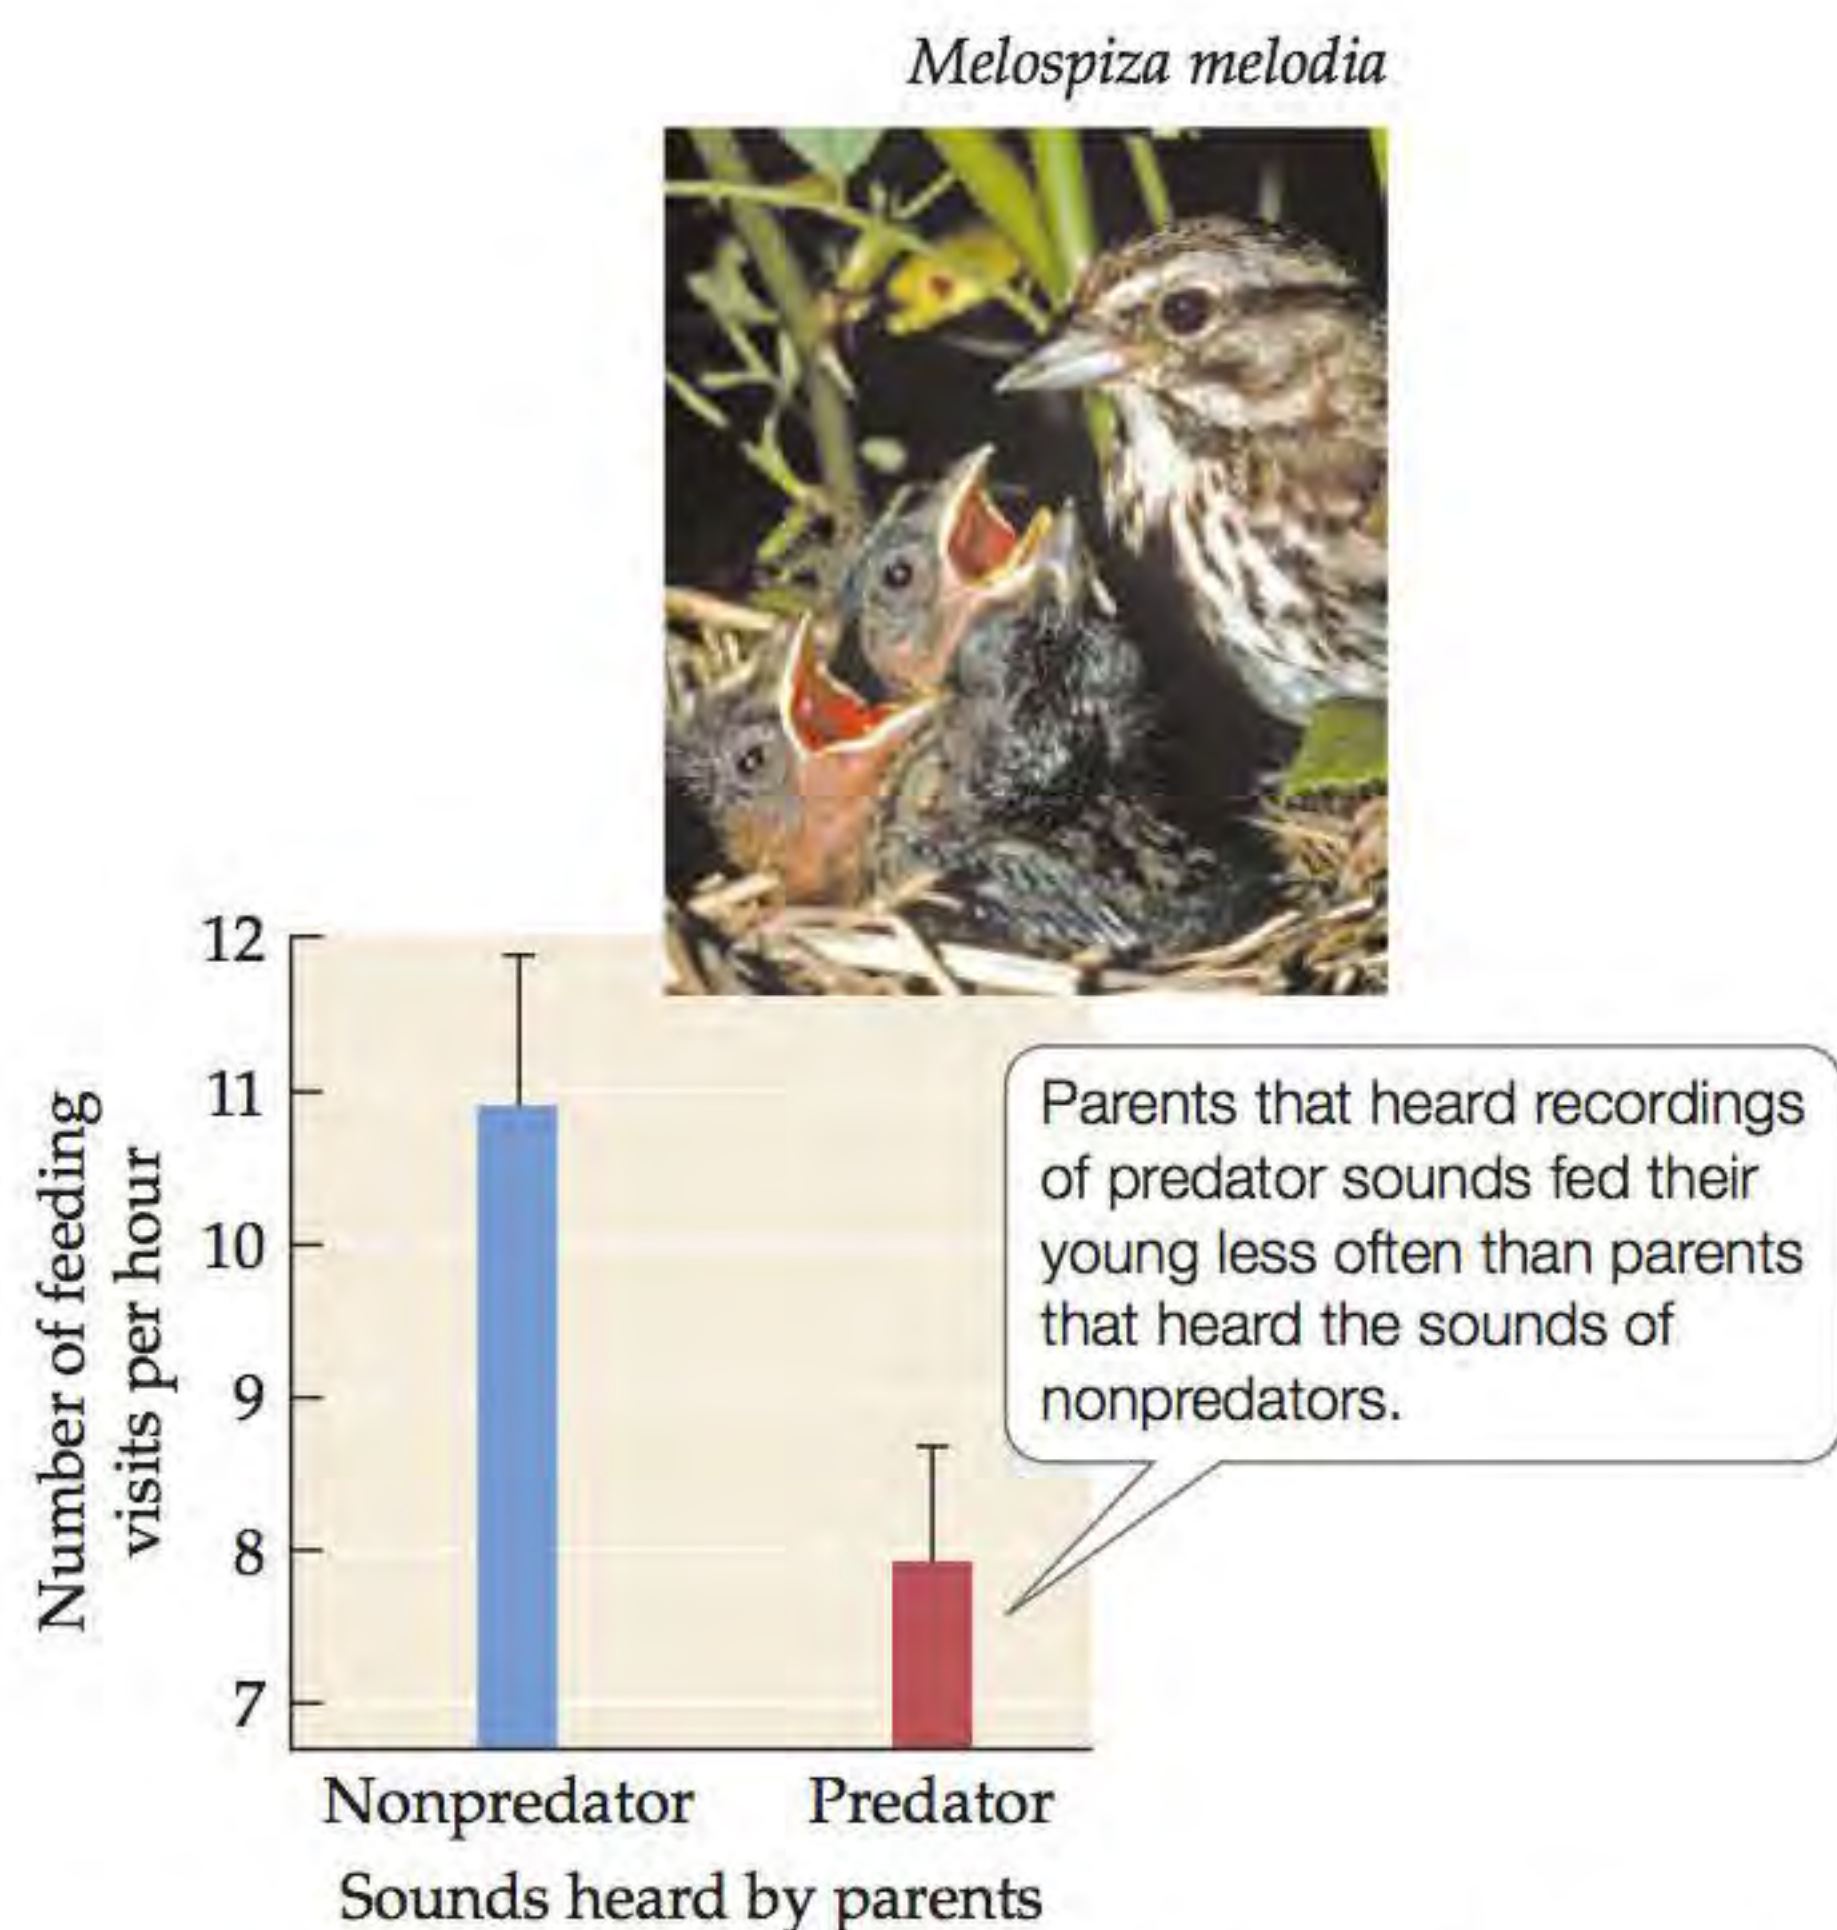 Melospiza melodia
12
11
10
9
8
7
Number of feeding
visits per hour
Parents that heard recordings
of predator sounds fed their
young less often than parents
that heard the sounds of
nonpredators.
Nonpredator
Predator
Sounds heard by parents